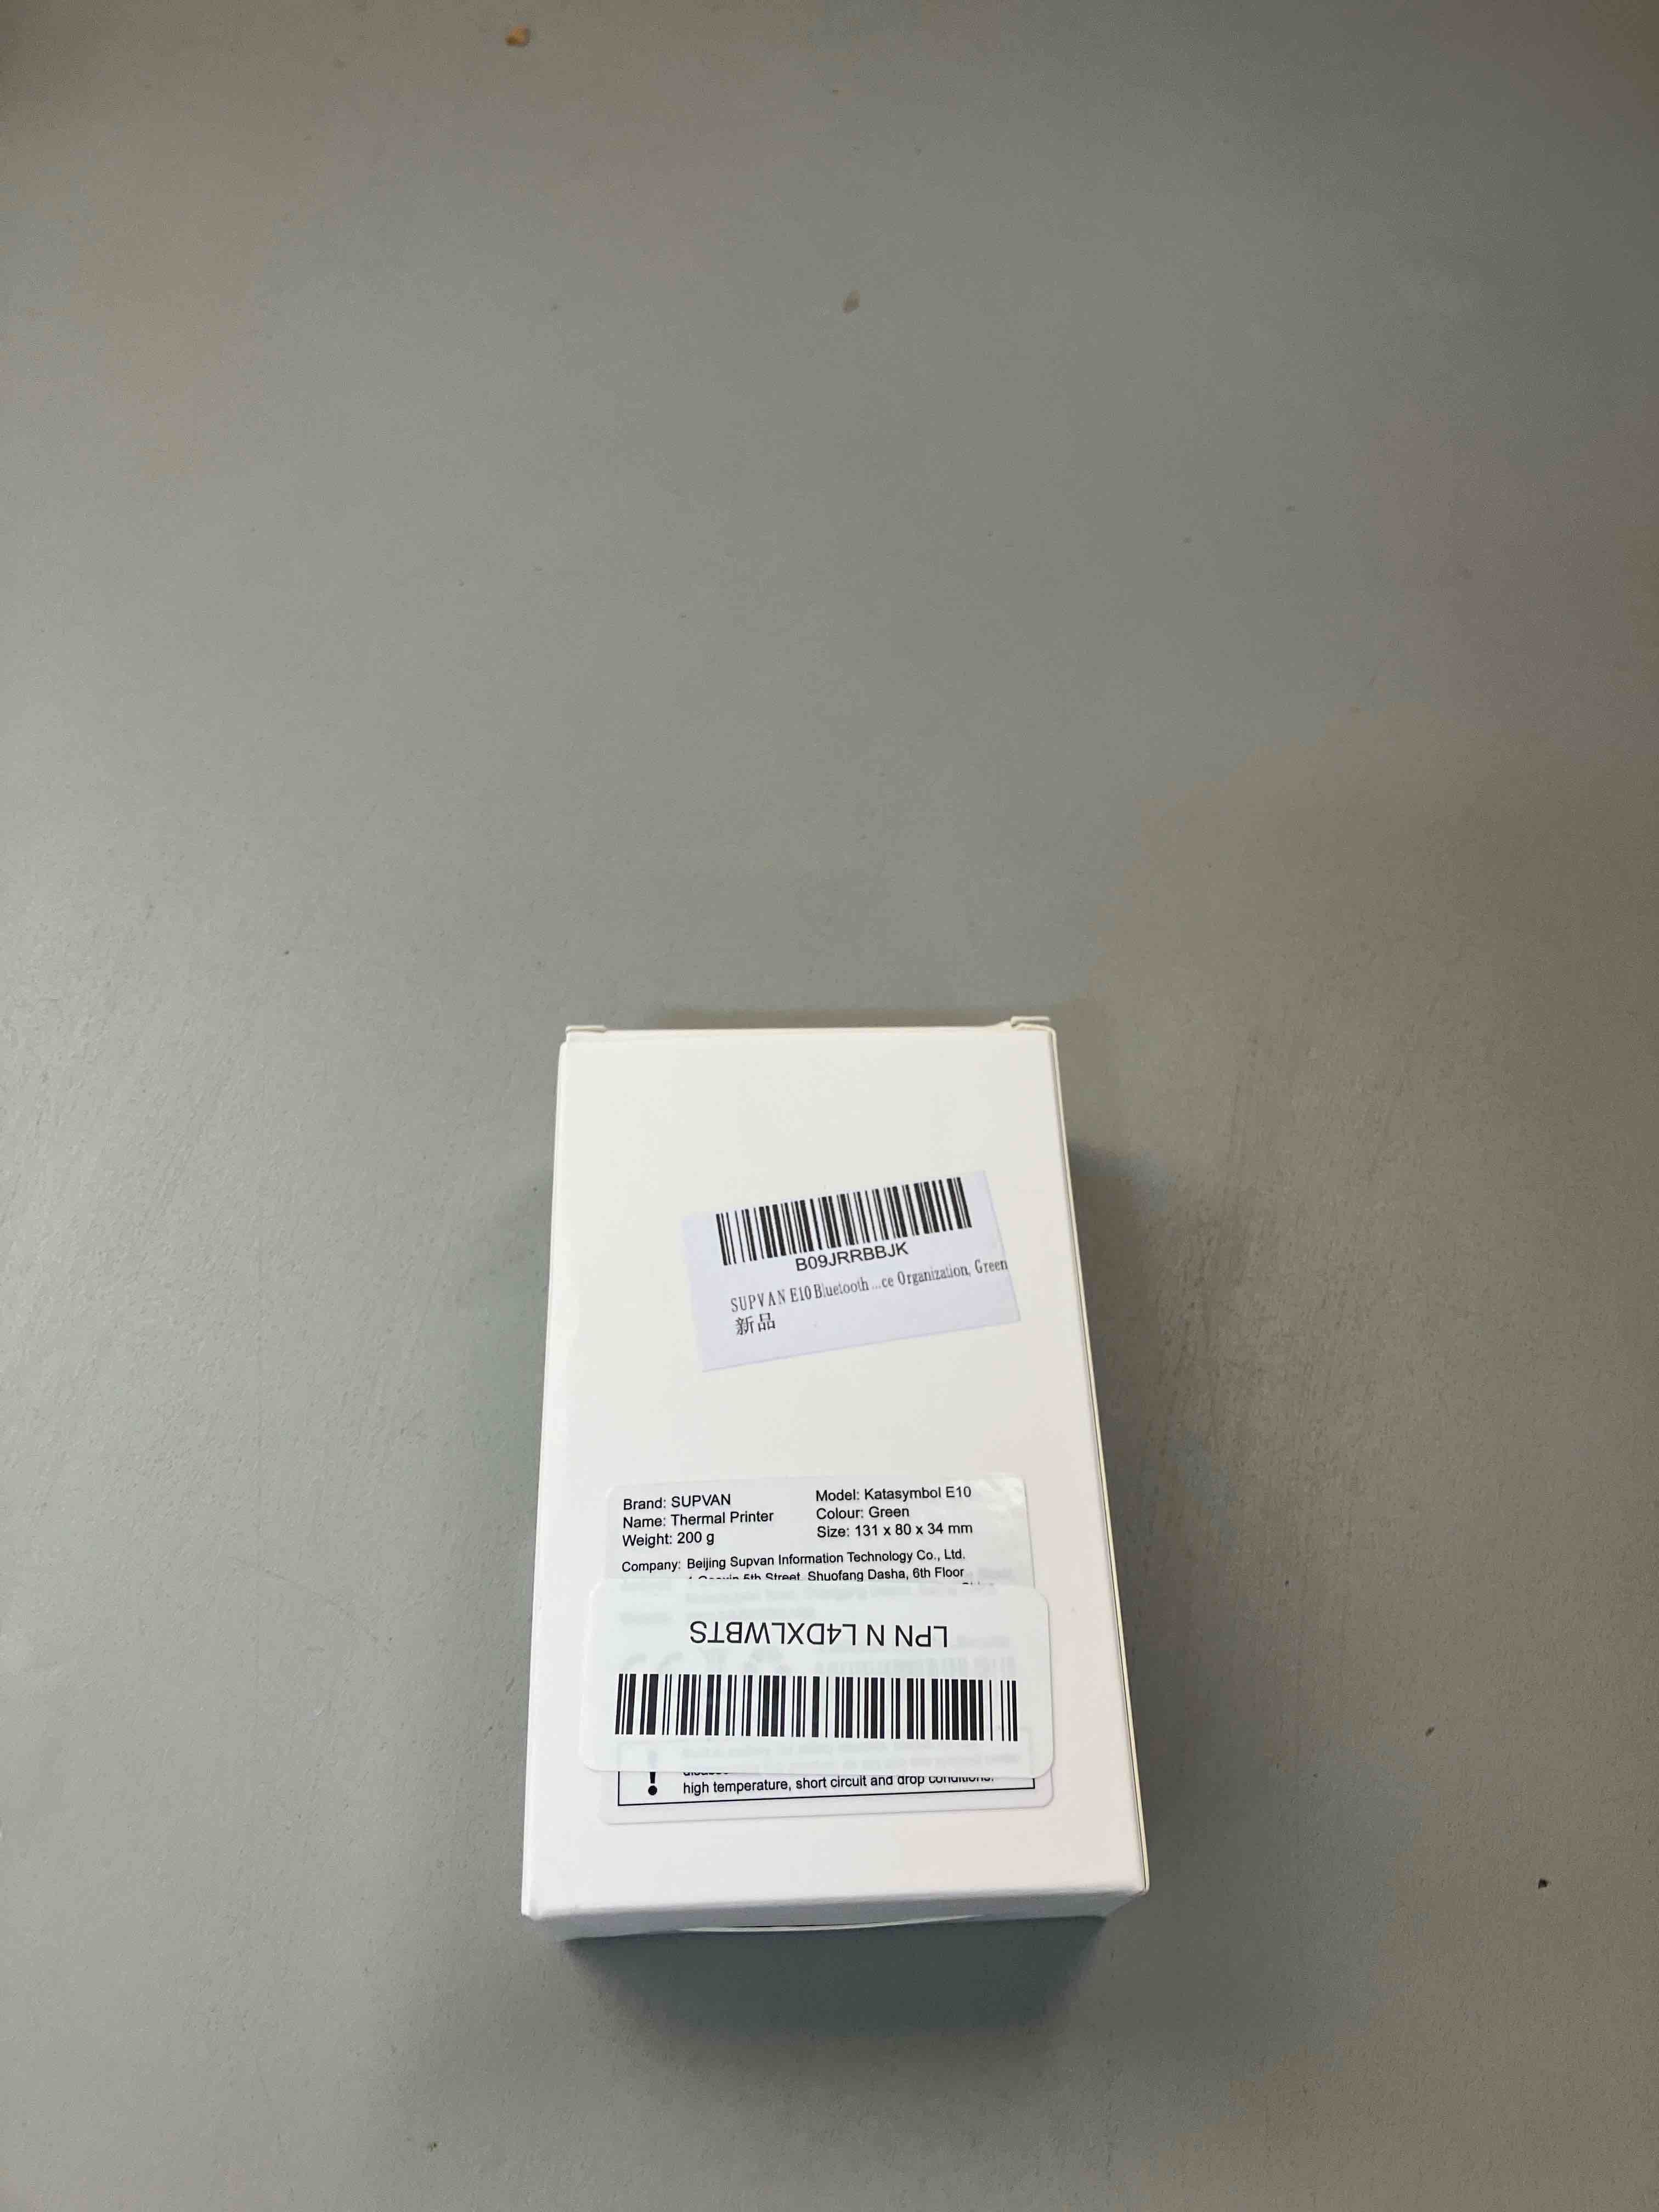 B09JRRBBJK
SUPVAN E10 Bluetooth ...ce Organization, Green
新品
Brand: SUPVAN
Model: Katasymbol E10
Name: Thermal Printer
Colour: Green
Weight: 200 g
Size: 131 x 80 x 34 mm
Company: Beijing Supvan Information Technology Co., Ltd.
5th Street, Shuofang Dasha, 6th Floor
LPN N L4DXLWBTS
!
high temperature, short circuit and drop conditions.